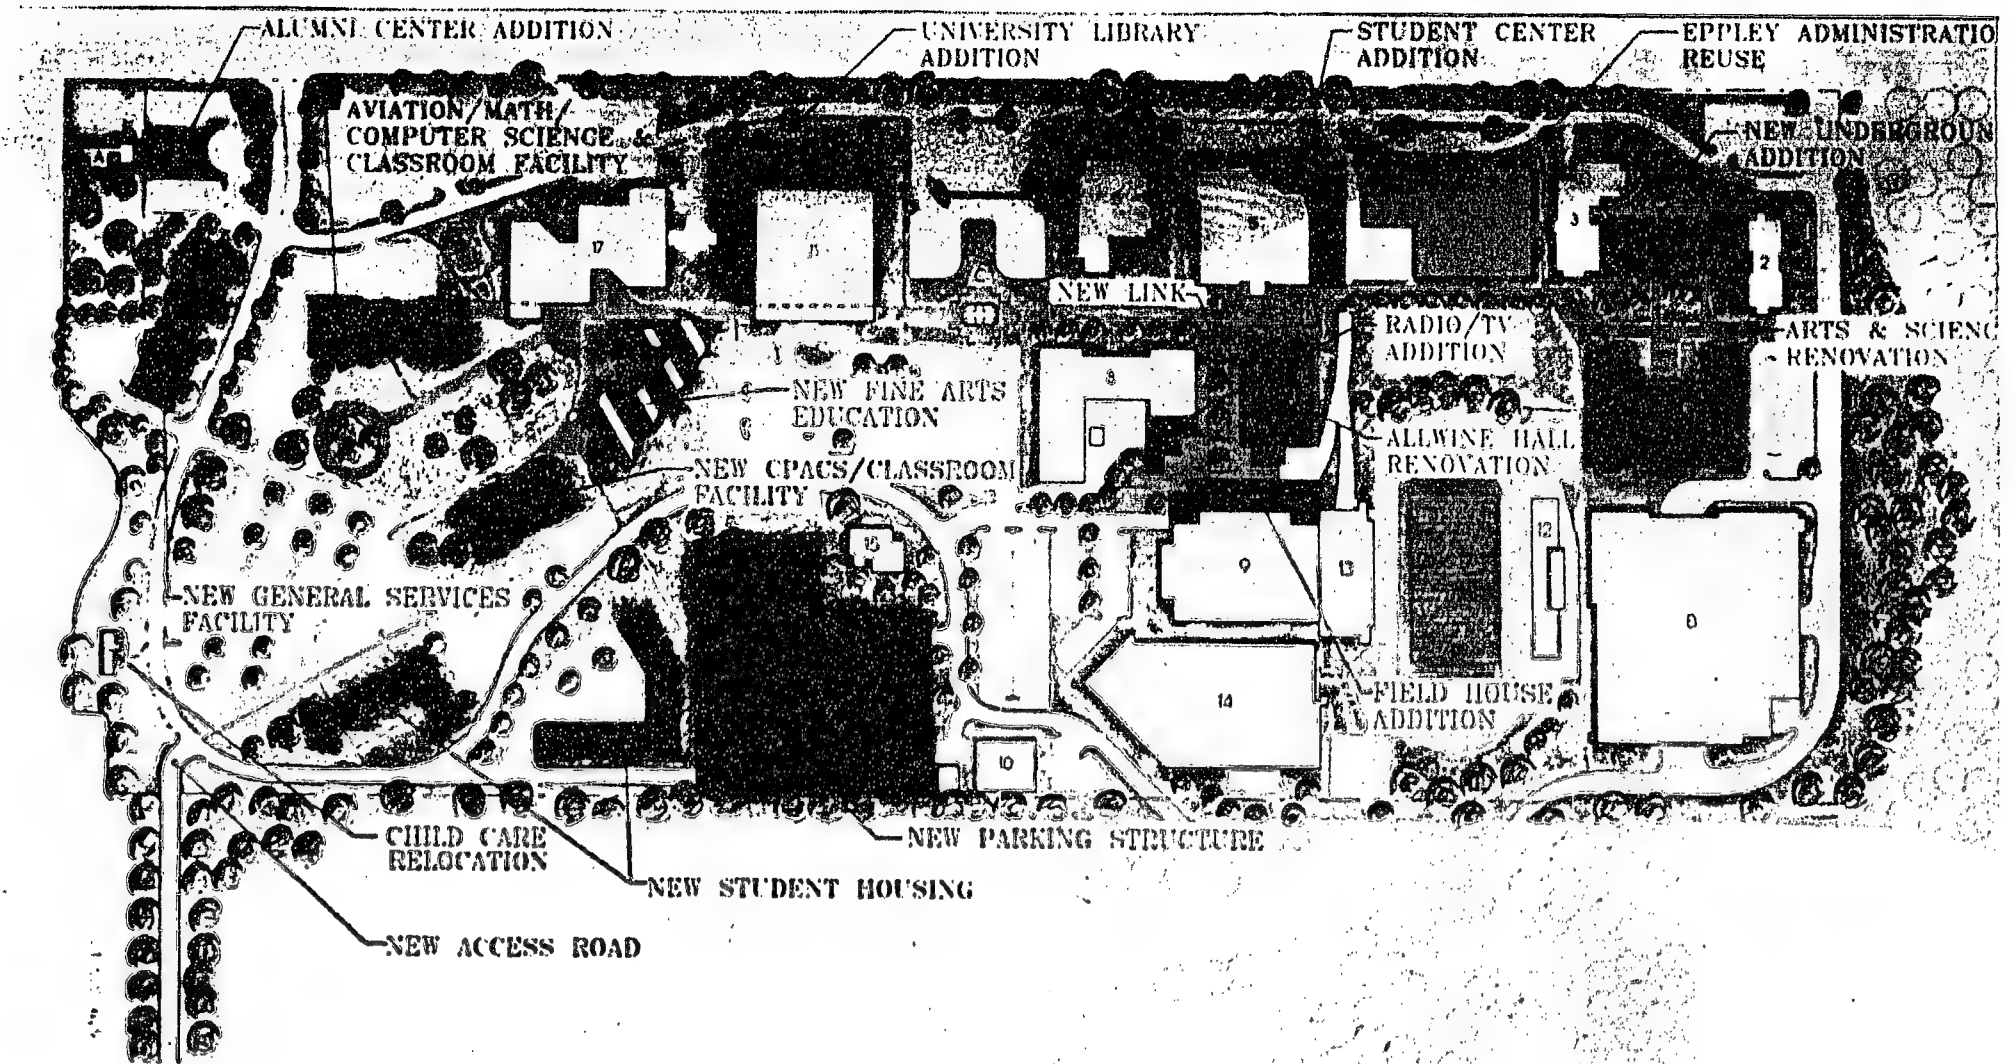 ALUMNI CENTER ADDITION
UNIVERSITY LIBRARY
ADDITION
STUDENT CENTER
ADDITION
EPPLEY ADMINISTRATIO
REUSE
AVIATION/MATH/
COMPUTER SCIENCE &
CLASSROOM FACILITY
NEW UNDERGROUN
ADDITION
A
17
5
3
2
NEW LINK
RADIO/TV
ADDITION
ARTS & SCIENC
RENOVATION
8
NEW FINE ARTS
EDUCATION
ALLWINE HALL
RENOVATION
NEW CPACS/CLASSROOM
FACILITY
15
12
9
13
NEW GENERAL SERVICES
FACILITY
14
FIELD HOUSE
ADDITION
10
CHILD CARE
RELOCATION
NEW PARKING STRUCTURE
NEW STUDENT HOUSING
NEW ACCESS ROAD